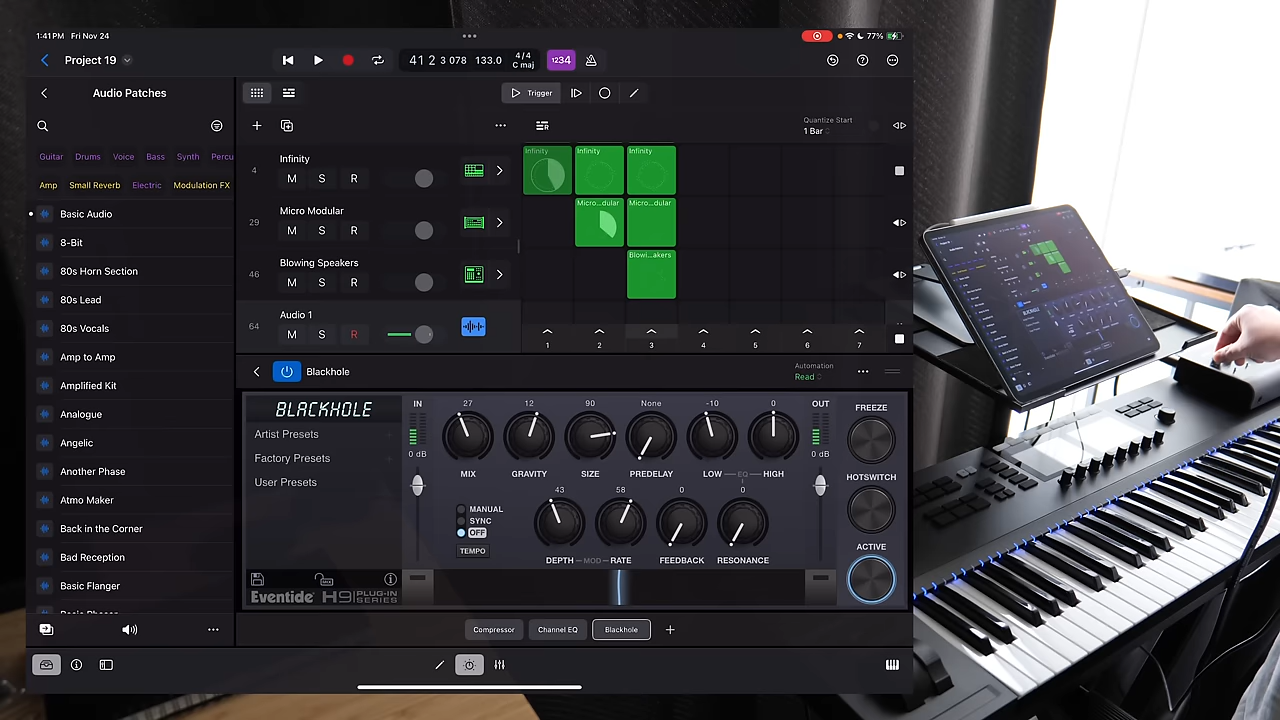 1:41PM Fri Nov 24
77%
Project 19
41 2 3 078 133.0
4/4
C maj
1234
Audio Patches
Trigger
Quantize Start
1 Bar
Guitar Drums Voice Bass Synth Percu
Amp Small Reverb Electric Modulation FX
Basic Audio
8-Bit
80s Horn Section
80s Lead
80s Vocals
Amp to Amp
Amplified Kit
Analogue
Angelic
Another Phase
Atmo Maker
Back in the Corner
Bad Reception
Basic Flanger
4
Infinity
M S R
Infinity Infinity Infinity
29
Micro Modular
M S R
Micro...dular Micro...dular
46
Blowing Speakers
M S R
Blowi...akers
64
Audio 1
M S R
1 2 3 4 5 6 7
Blackhole
Automation
Read
BLACKHOLE
Artist Presets
Factory Presets
User Presets
IN
0 dB
27 12 90 None -10 0
MIX GRAVITY SIZE PREDELAY LOW EQ HIGH
OUT
0 dB
MANUAL
SYNC
OFF
TEMPO
43 58 0 0
DEPTH MOD RATE FEEDBACK RESONANCE
FREEZE
HOTSWITCH
ACTIVE
Eventide H9 PLUG-IN SERIES
Compressor Channel EQ Blackhole